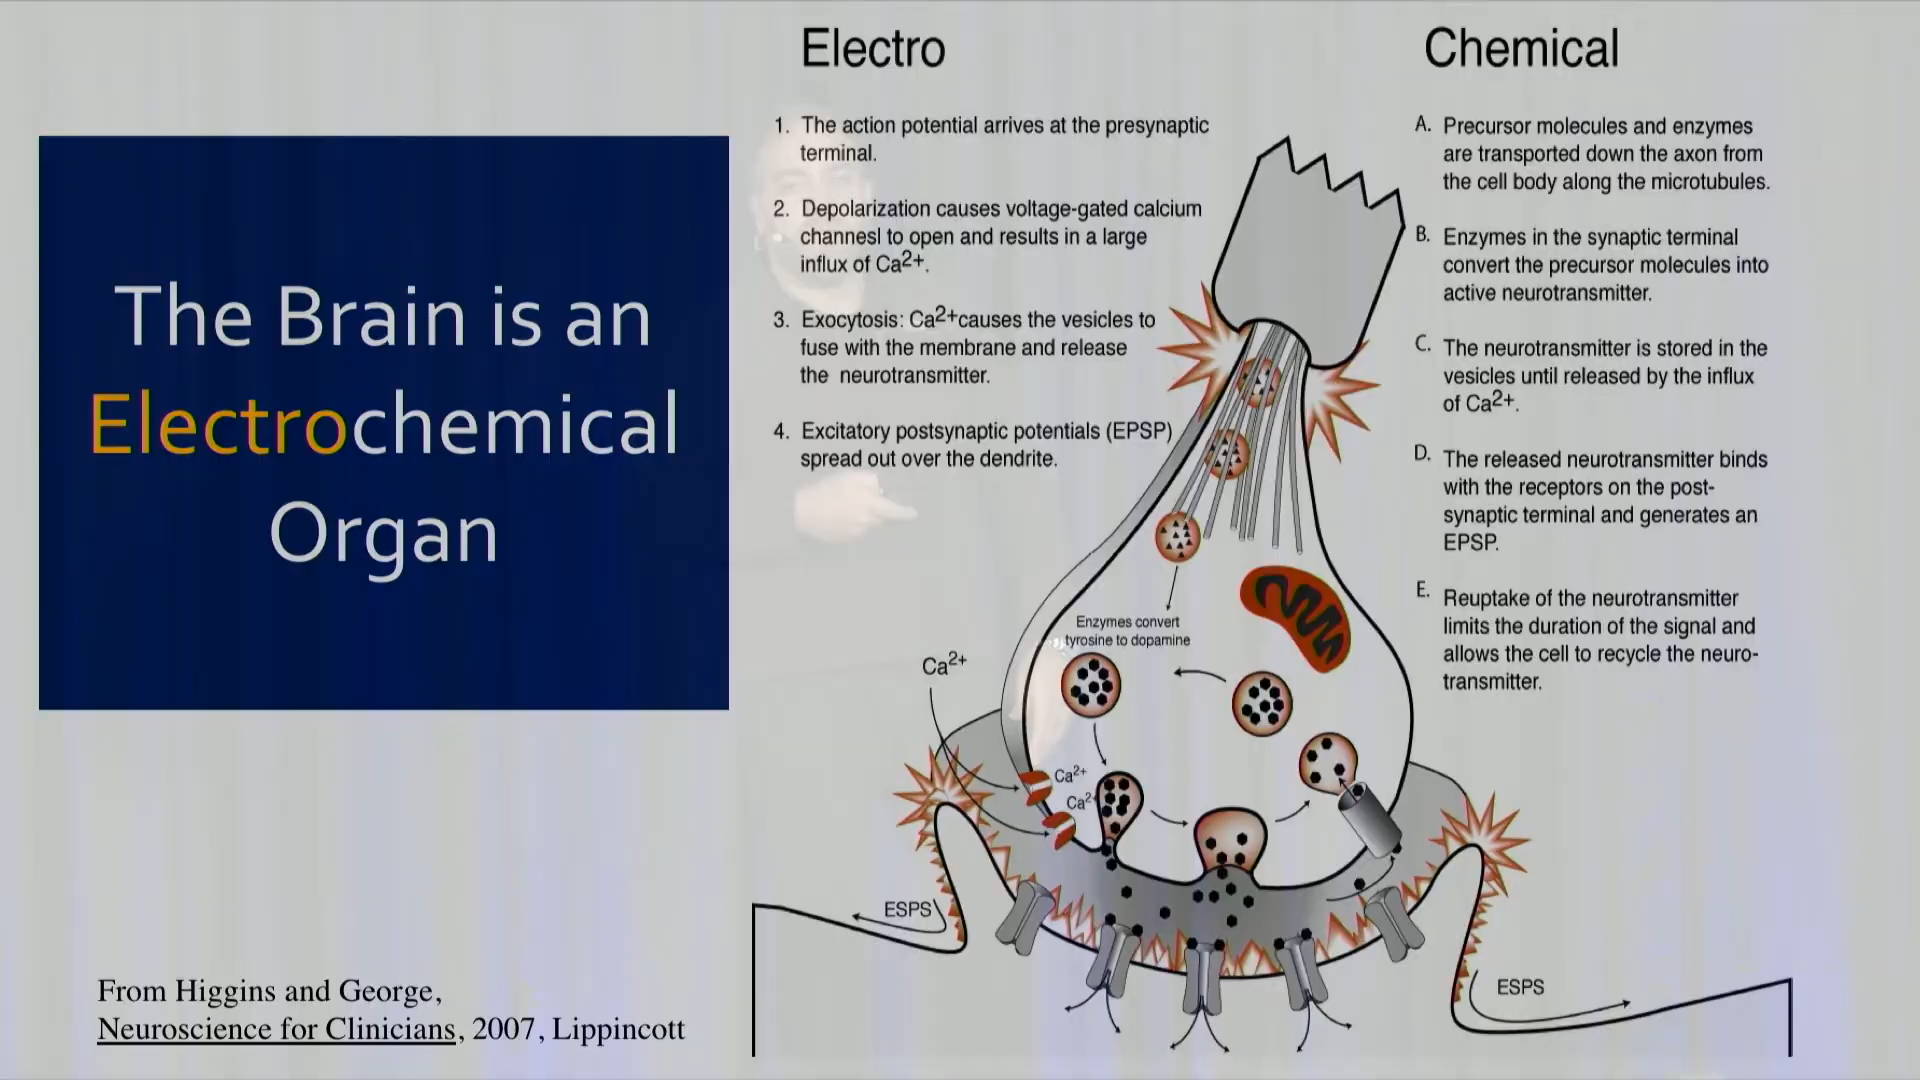 The Brain is an
Electrochemical
Organ
From Higgins and George,
Neuroscience for Clinicians, 2007, Lippincott
Electro
1. The action potential arrives at the presynaptic
terminal.
2. Depolarization causes voltage-gated calcium
channesl to open and results in a large
influx of Ca2+.
3. Exocytosis: Ca2+causes the vesicles to
fuse with the membrane and release
the neurotransmitter.
4. Excitatory postsynaptic potentials (EPSP)
spread out over the dendrite.
Chemical
A. Precursor molecules and enzymes
are transported down the axon from
the cell body along the microtubules.
B. Enzymes in the synaptic terminal
convert the precursor molecules into
active neurotransmitter.
C. The neurotransmitter is stored in the
vesicles until released by the influx
of Ca2+.
D. The released neurotransmitter binds
with the receptors on the post-
synaptic terminal and generates an
EPSP.
E. Reuptake of the neurotransmitter
limits the duration of the signal and
allows the cell to recycle the neuro-
transmitter.
Enzymes convert
tyrosine to dopamine
Ca2+
Ca2+
Ca2
ESPS
ESPS